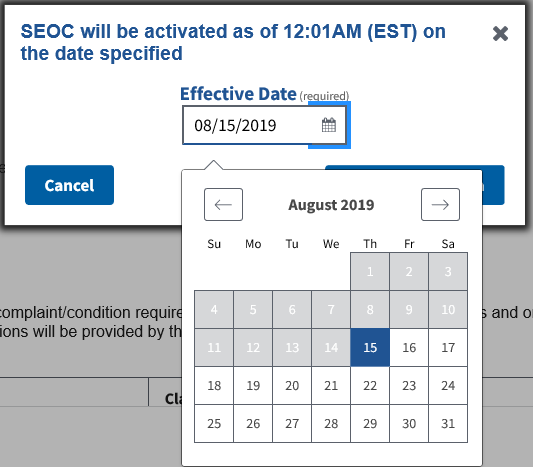 SEOC will be activated as of 12:01AM (EST) on
the date specified
Effective Date (required)
08/15/2019
Cancel
August 2019
Su Mo Tu We Th Fr Sa
1 2 3
4 5 6 7 8 9 10
11 12 13 14 15 16 17
18 19 20 21 22 23 24
25 26 27 28 29 30 31
complaint/condition require
s and o
ions will be provided by th
Cla